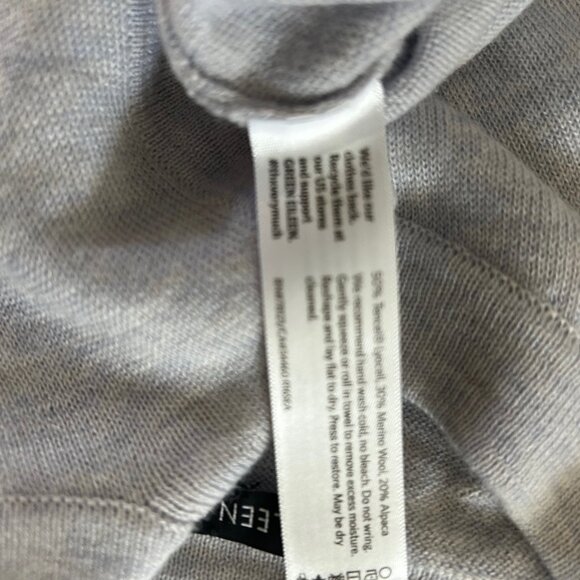 We'd like our
clothes back.
Recycle them at
our US stores
and support
GREEN EILEEN.
50% Tencel® Lyocell, 30% Merino Wool, 20% Alpaca
We recommend hand wash cold, no bleach. Do not wring.
Gently squeeze or roll in towel to remove excess moisture.
Reshape and lay flat to dry. Press to restore. May be dry
cleaned.
LEEN